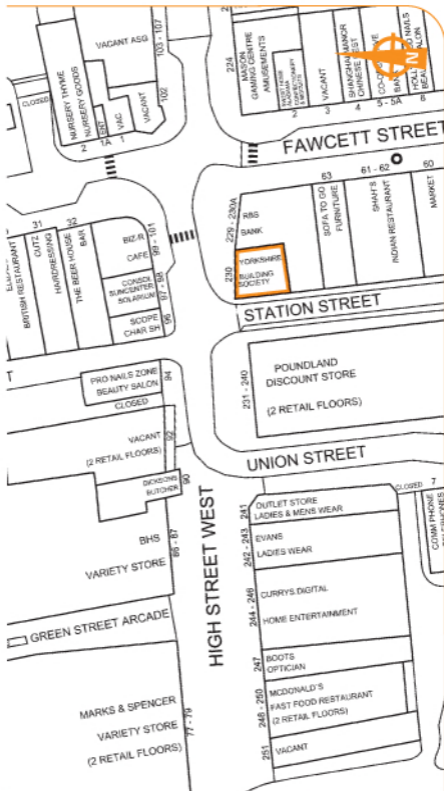 VACANT ASG
103 - 107
CLOSED
NURSERY THYME
NURSERY GOODS
VAC
VACANT
102
2
1A
1
224
MASON
GAMING CENTRE
AMUSEMENTS
2
VACANT
3
SHANGHAI MANOR
4
5 - 5A
6
N
FAWCETT STREET
63
61 - 62
60
229 - 230A
RBS
BANK
SOFA TO GO
FURNITURE
SHAH'S
INDIAN RESTAURANT
MARKET
230
YORKSHIRE
BUILDING
SOCIETY
STATION STREET
31
32
BRITISH RESTAURANT
CUTZ
HAIRDRESSING
THE BEER HOUSE
BAR
BIZ-R
CAFE
99 - 101
CONSOL
SUNCENTER
SOLARIUM
97 - 98
SCOPE
CHAR SH
96
T
PRO NAILS ZONE
BEAUTY SALON
94
CLOSED
231 - 240
POUNDLAND
DISCOUNT STORE
(2 RETAIL FLOORS)
VACANT
(2 RETAIL FLOORS)
92
UNION STREET
DICKSONS
BUTCHER
90
CLOSED
7
COMM PHONE
241
OUTLET STORE
LADIES & MENS WEAR
BHS
VARIETY STORE
86 - 87
242 - 243
EVANS
LADIES WEAR
HIGH STREET WEST
244 - 246
CURRYS.DIGITAL
HOME ENTERTAINMENT
GREEN STREET ARCADE
247
BOOTS
OPTICIAN
MARKS & SPENCER
VARIETY STORE
(2 RETAIL FLOORS)
77 - 79
248 - 250
MCDONALD'S
FAST FOOD RESTAURANT
(2 RETAIL FLOORS)
251
VACANT